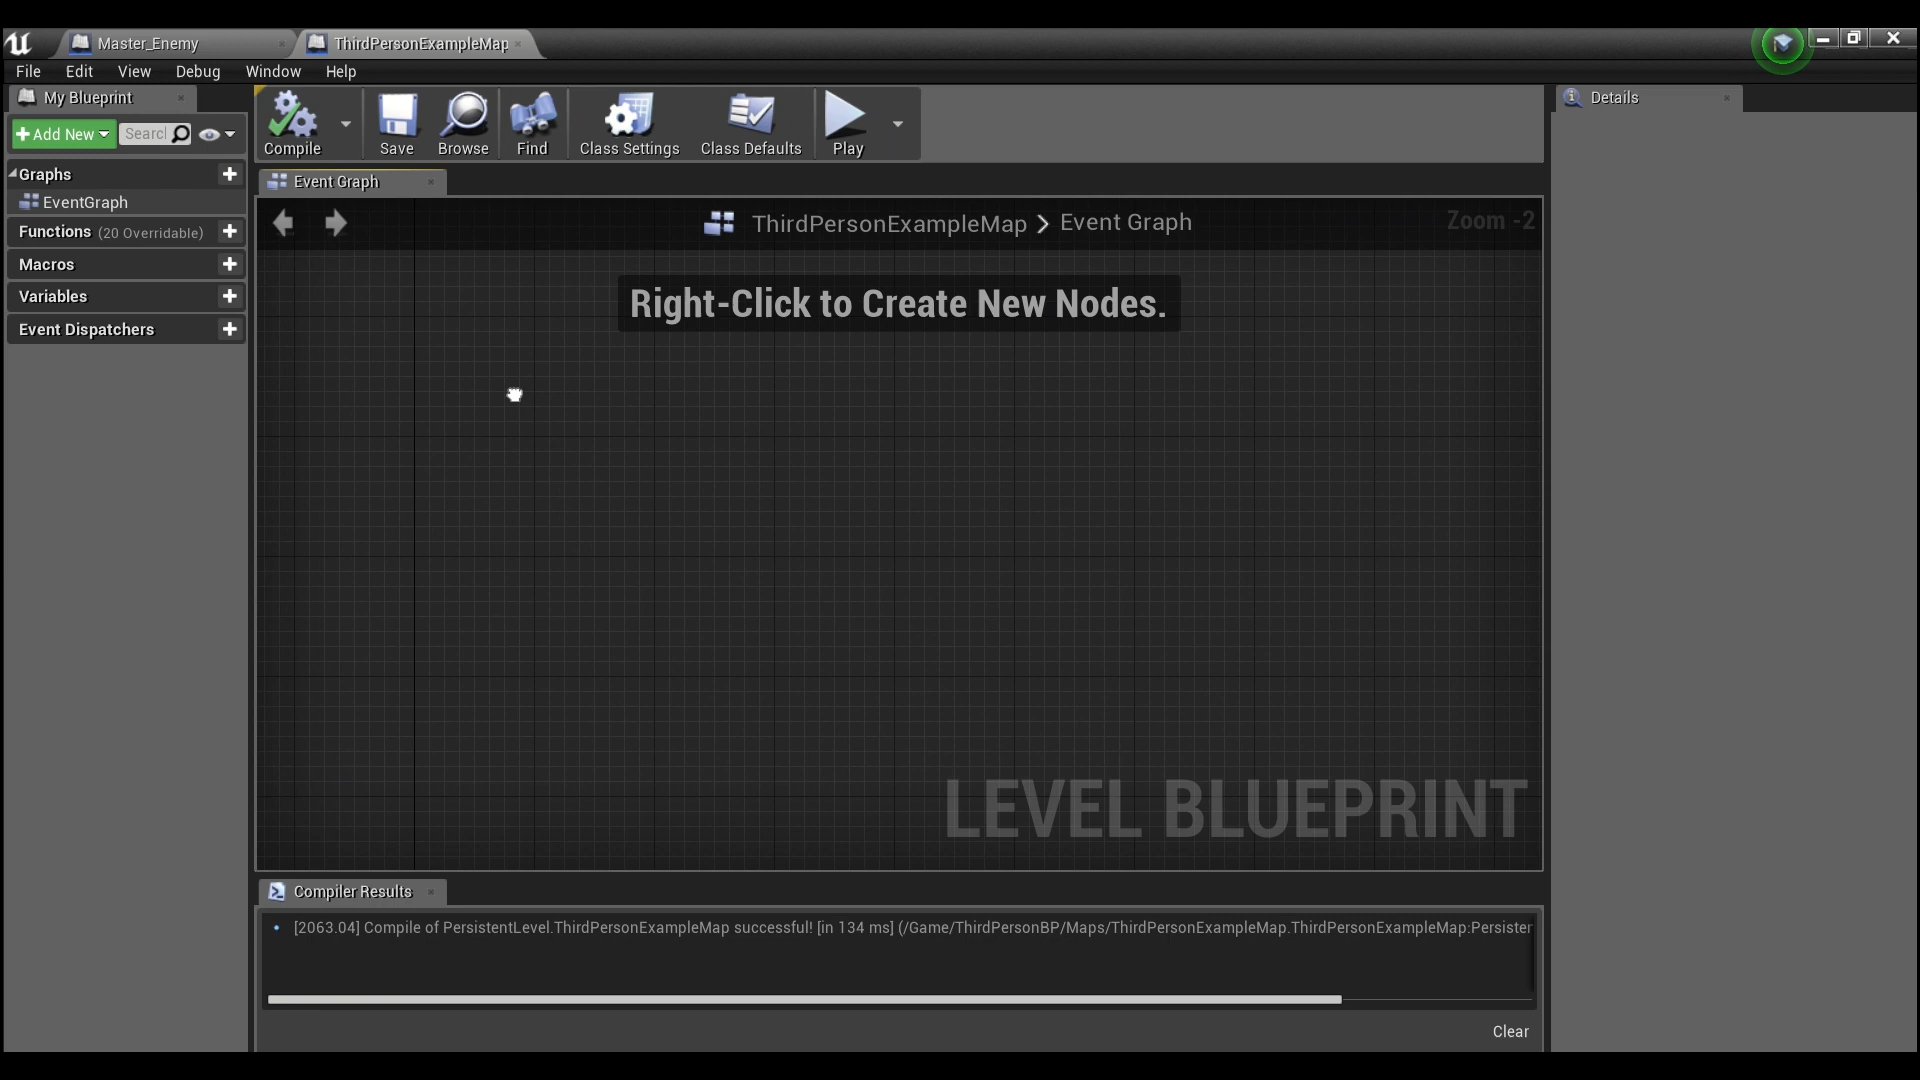 Master_Enemy
ThirdPersonExampleMap
File Edit View Debug Window Help
My Blueprint
Details
Add New
Search
Compile
Save
Browse
Find
Class Settings
Class Defaults
Play
Graphs
EventGraph
Functions (20 Overridable)
Macros
Variables
Event Dispatchers
Event Graph
ThirdPersonExampleMap > Event Graph
Zoom -2
Right-Click to Create New Nodes.
LEVEL BLUEPRINT
Compiler Results
[2063.04] Compile of PersistentLevel.ThirdPersonExampleMap successful! [in 134 ms] (/Game/ThirdPersonBP/Maps/ThirdPersonExampleMap.ThirdPersonExampleMap:Persister
Clear